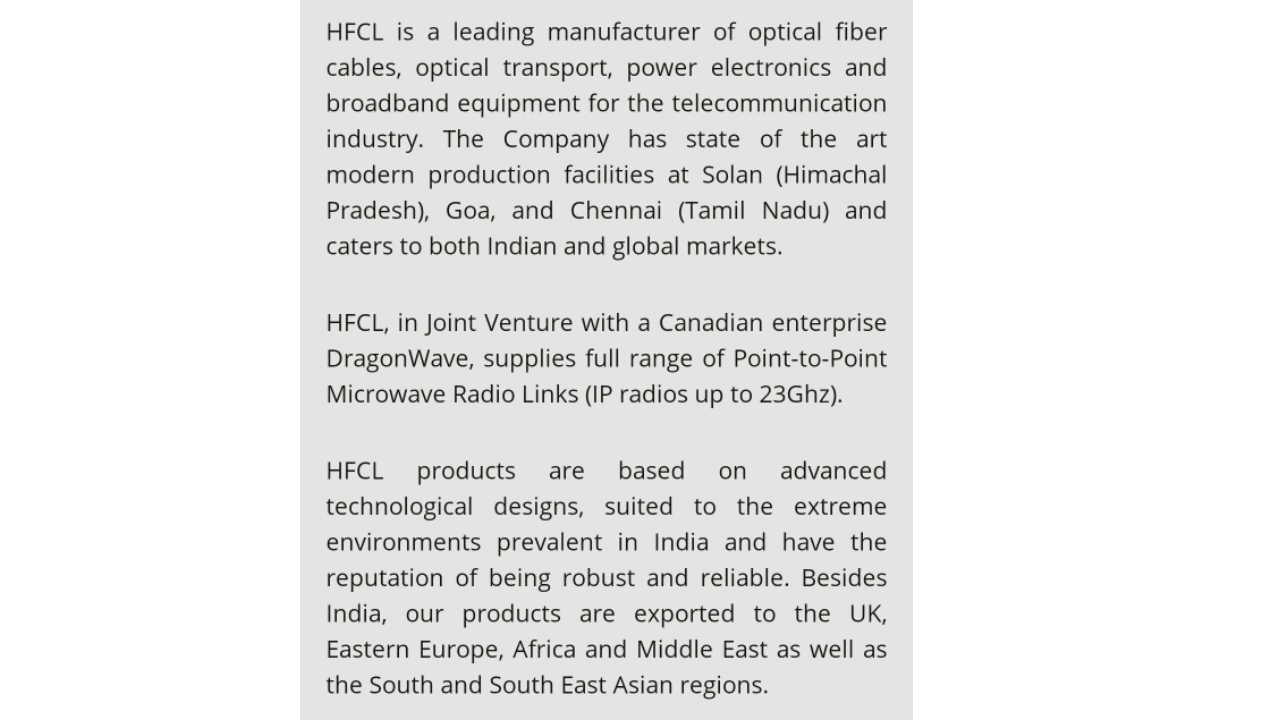 HFCL is a leading manufacturer of optical fiber
cables, optical transport, power electronics and
broadband equipment for the telecommunication
industry. The Company has state of the art
modern production facilities at Solan (Himachal
Pradesh), Goa, and Chennai (Tamil Nadu) and
caters to both Indian and global markets.
HFCL, in Joint Venture with a Canadian enterprise
DragonWave, supplies full range of Point-to-Point
Microwave Radio Links (IP radios up to 23Ghz).
HFCL products are based on advanced
technological designs, suited to the extreme
environments prevalent in India and have the
reputation of being robust and reliable. Besides
India, our products are exported to the UK,
Eastern Europe, Africa and Middle East as well as
the South and South East Asian regions.